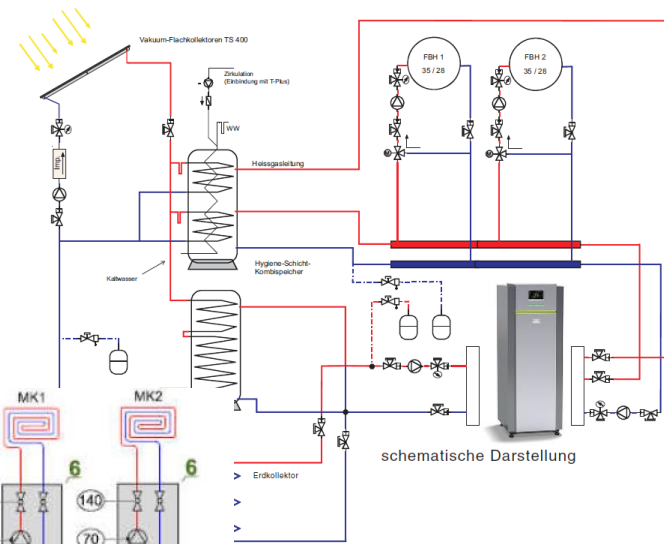 Vakuum-Flachkollektoren TS 400
Zirkulation
(Einbindung mit T-Plus)
WW
FBH 1
35 / 28
FBH 2
35 / 28
M
M
Imp.
Heissgasleitung
Kaltwasser
Hygiene-Schicht-
Kombispeicher
MK1
MK2
6
6
140
70
Erdkollektor
schematische Darstellung